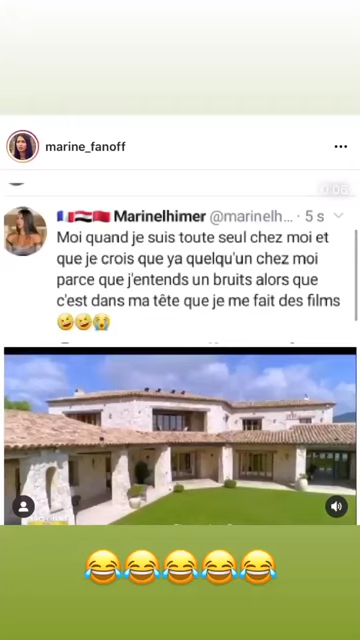 marine_fanoff
0:06
🇫🇷🇾🇪🇲🇦 Marinelhimer @marinelh... · 5 s
Moi quand je suis toute seul chez moi et
que je crois que ya quelqu'un chez moi
parce que j'entends un bruits alors que
c'est dans ma tête que je me fait des films
🤣🤣😭
😂😂😂😂😂